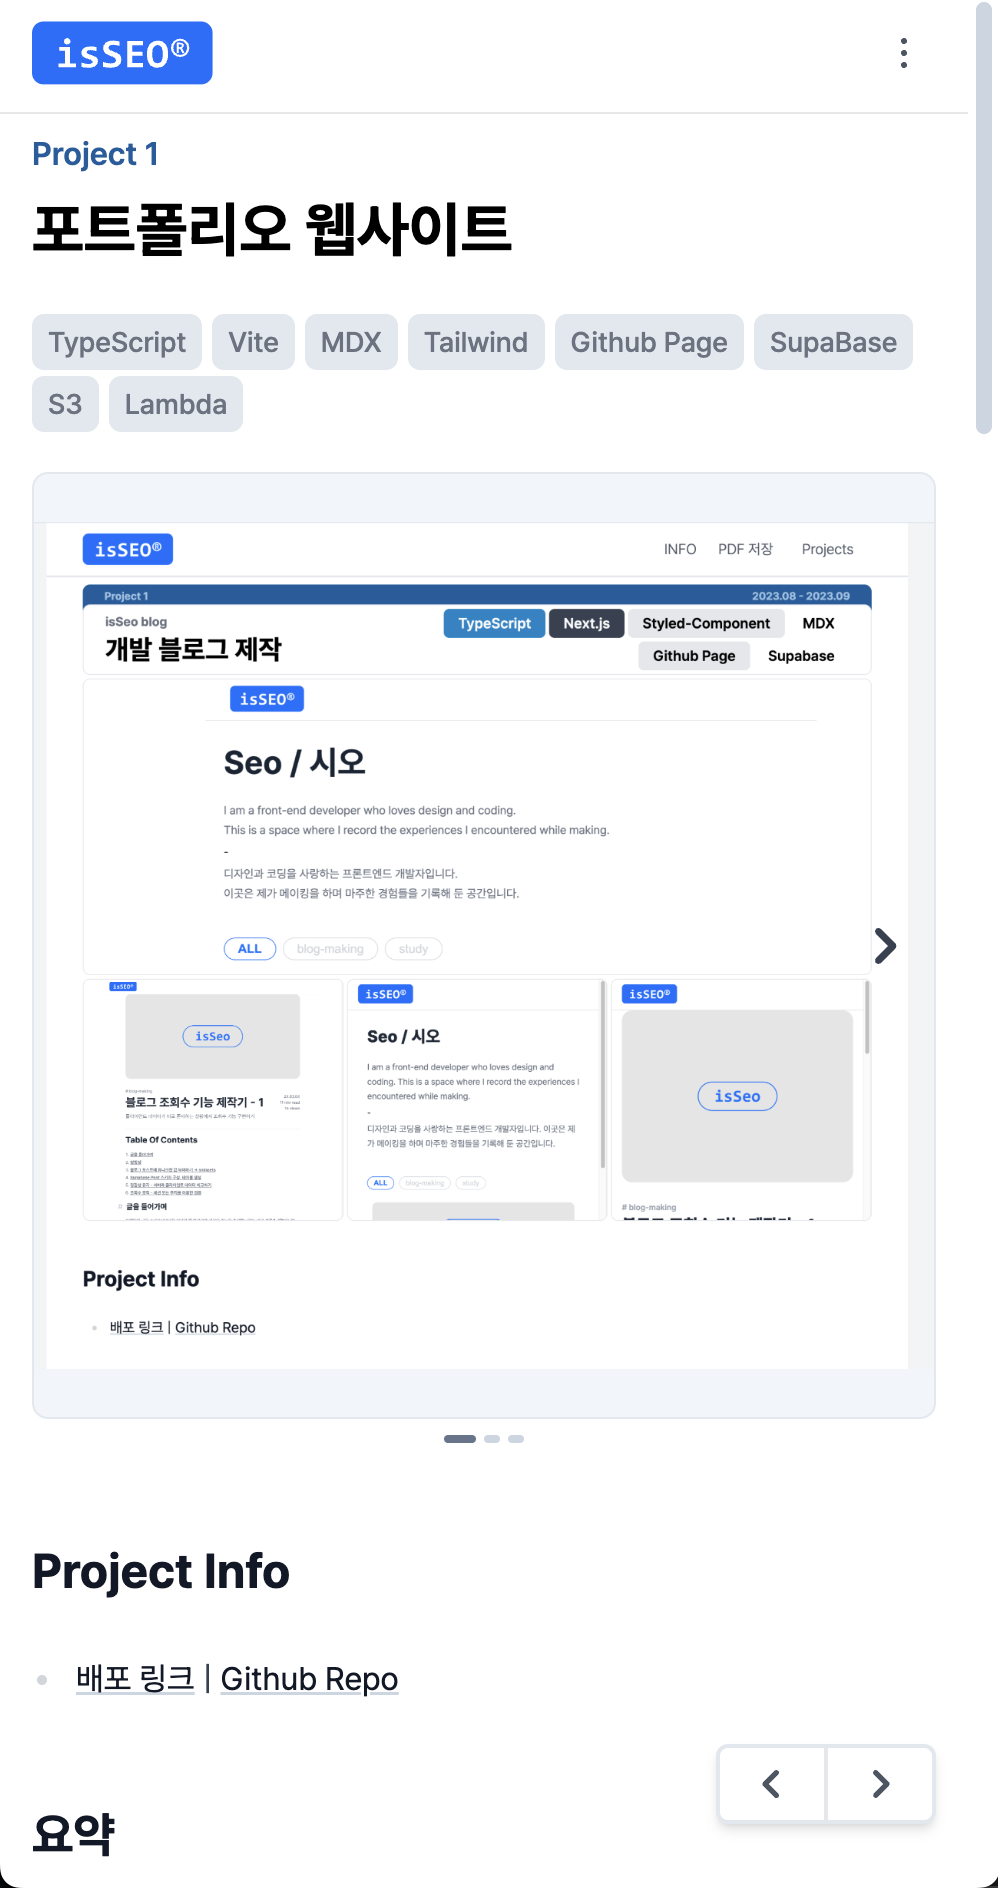 isSEO®
Project 1
포트폴리오 웹사이트
TypeScript Vite MDX Tailwind Github Page SupaBase
S3 Lambda
isSEO® INFO PDF 저장 Projects
Project 1 2023.08 - 2023.09
isSeo blog
개발 블로그 제작
TypeScript Next.js Styled-Component MDX
Github Page Supabase
isSEO®
Seo / 시오
I am a front-end developer who loves design and coding.
This is a space where I record the experiences I encountered while making.
-
디자인과 코딩을 사랑하는 프론트엔드 개발자입니다.
이곳은 제가 메이킹을 하며 마주한 경험들을 기록해 둔 공간입니다.
ALL blog-making study
isSEO®
isSeo
#blog-making
블로그 조회수 기능 제작기 - 1
Table Of Contents
글을 들어가며
isSEO®
Seo / 시오
I am a front-end developer who loves design and
coding. This is a space where I record the experiences I
encountered while making.
-
디자인과 코딩을 사랑하는 프론트엔드 개발자입니다. 이곳은 제
가 메이킹을 하며 마주한 경험들을 기록해 둔 공간입니다.
ALL blog-making study
isSEO®
isSeo
# blog-making
Project Info
배포 링크 | Github Repo
Project Info
배포 링크 | Github Repo
요약